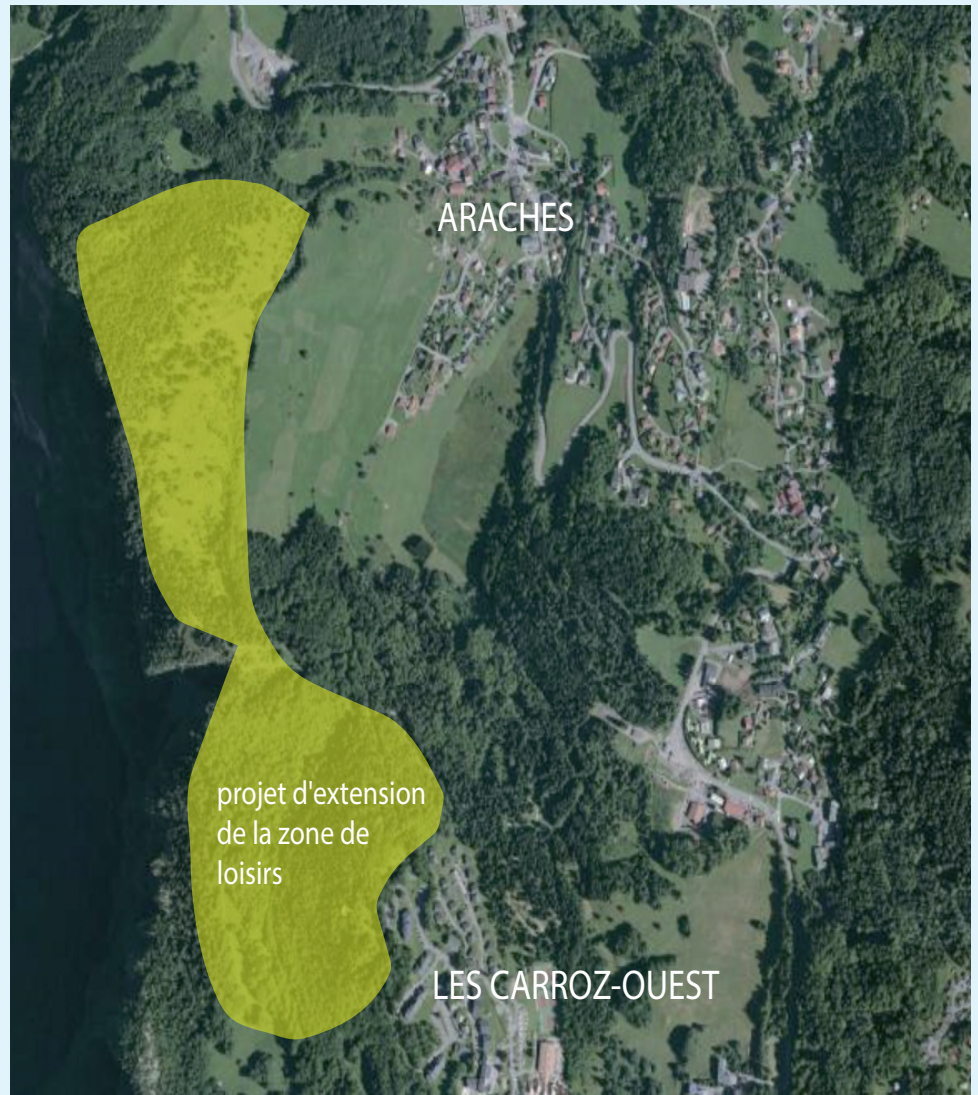 ARACHES
projet d'extension
de la zone de
loisirs
LES CARROZ-OUEST